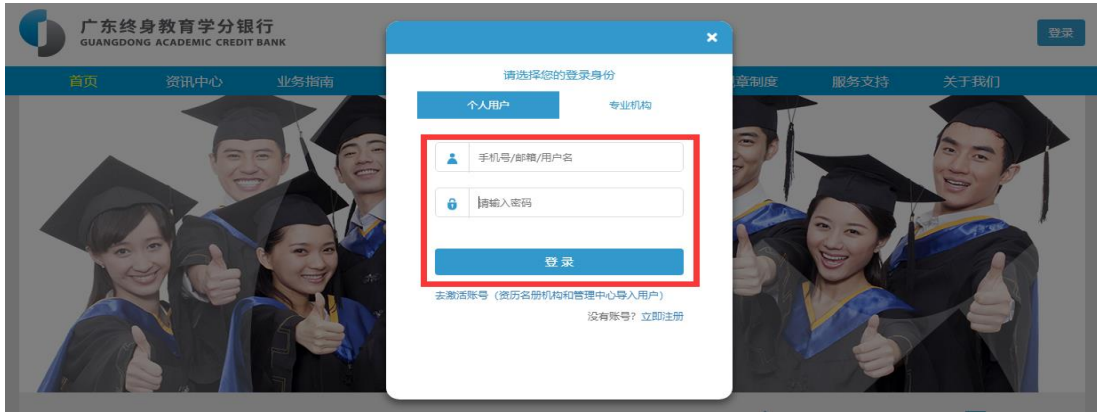 广东终身教育学分银行
GUANGDONG ACADEMIC CREDIT BANK
登录
首页
资讯中心
业务指南
章制度
服务支持
关于我们
×
请选择您的登录身份
个人用户
专业机构
手机号/邮箱/用户名
请输入密码
登 录
去激活账号（资历名册机构和管理中心导入用户）
没有账号？立即注册